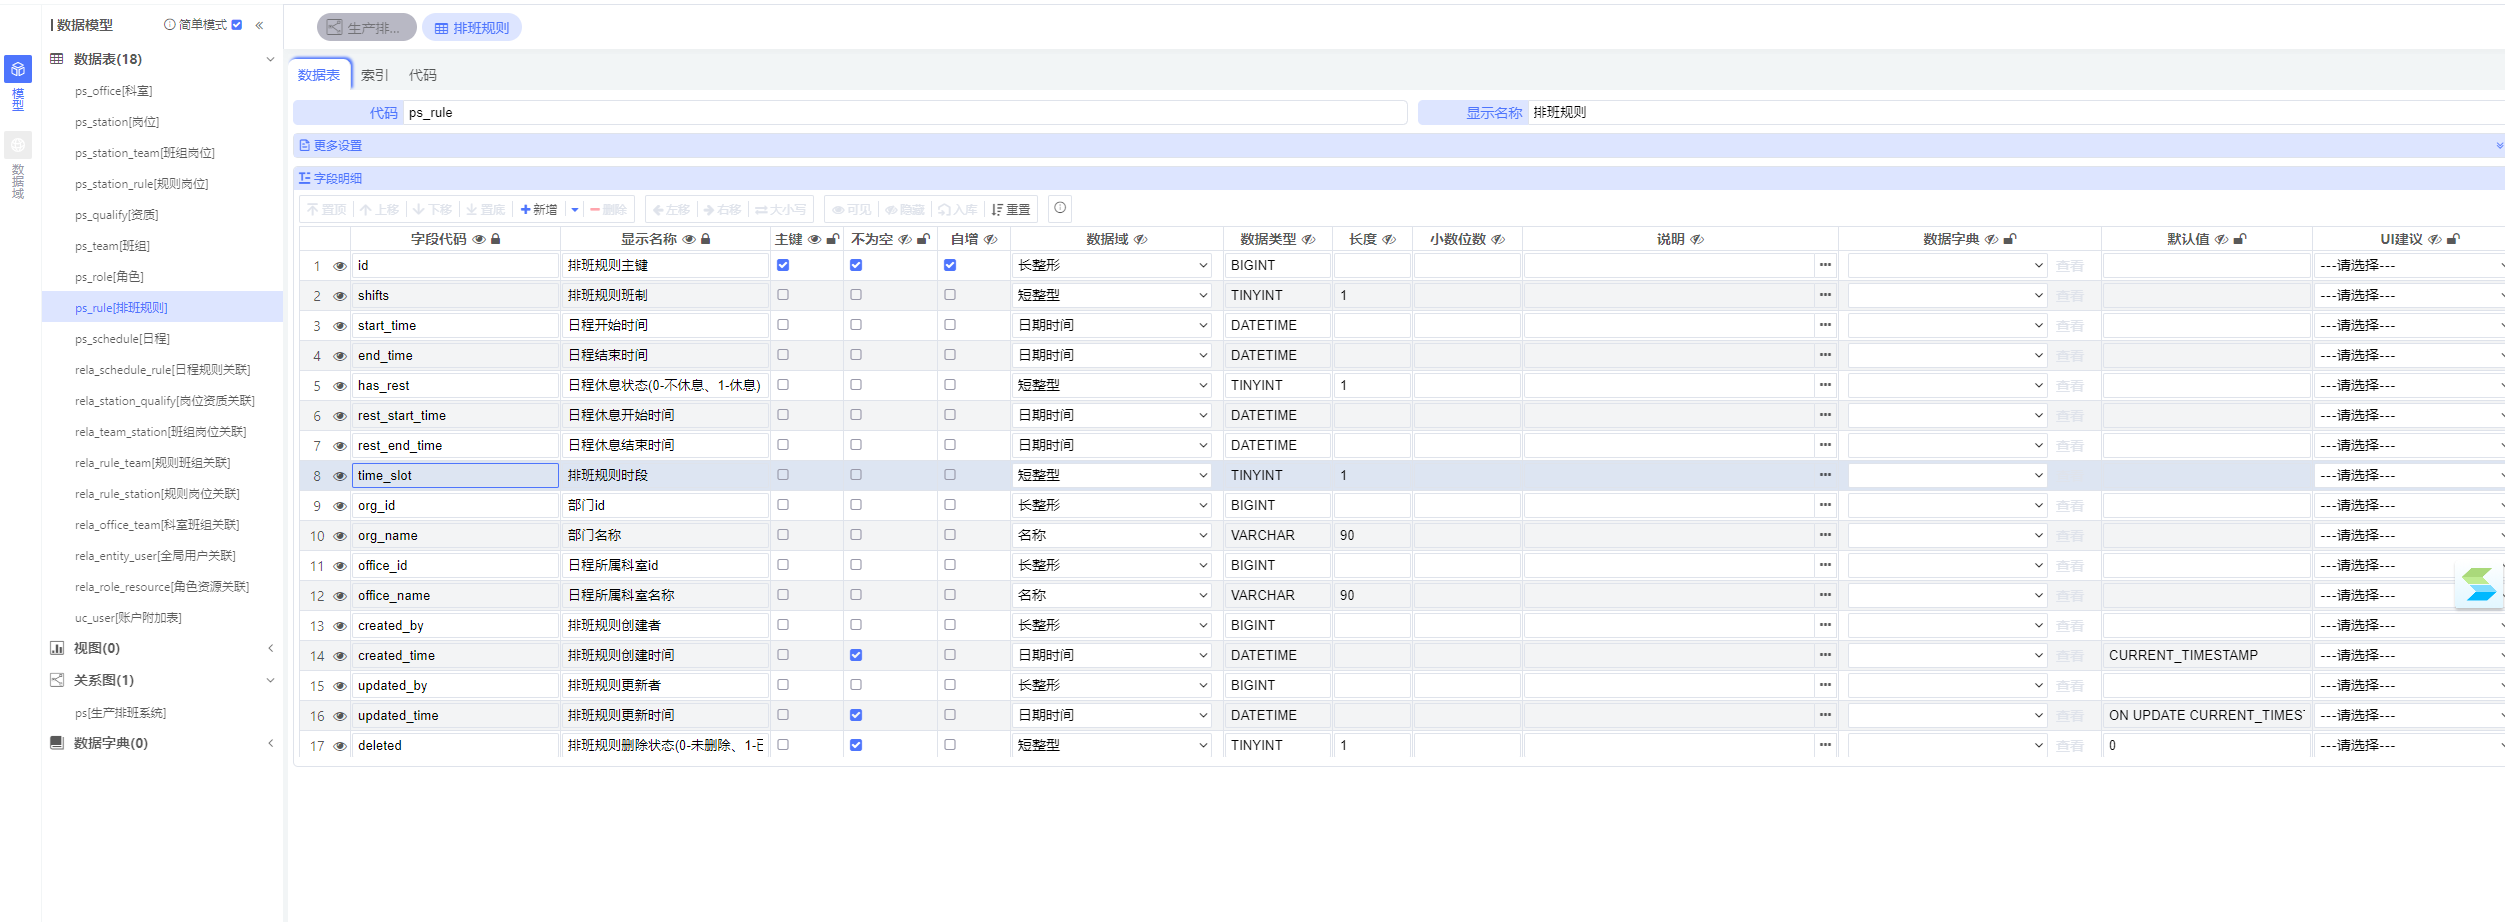 数据模型 简单模式
模型
数据域
数据表(18)
ps_office[科室]
ps_station[岗位]
ps_station_team[班组岗位]
ps_station_rule[规则岗位]
ps_qualify[资质]
ps_team[班组]
ps_role[角色]
ps_rule[排班规则]
ps_schedule[日程]
rela_schedule_rule[日程规则关联]
rela_station_qualify[岗位资质关联]
rela_team_station[班组岗位关联]
rela_rule_team[规则班组关联]
rela_rule_station[规则岗位关联]
rela_office_team[科室班组关联]
rela_entity_user[全局用户关联]
rela_role_resource[角色资源关联]
uc_user[账户附加表]
视图(0)
关系图(1)
ps[生产排班系统]
数据字典(0)
生产排... 排班规则
数据表 索引 代码
代码 ps_rule 显示名称 排班规则
更多设置
字段明细
置顶 上移 下移 置底 新增 删除 左移 右移 大小写 可见 隐藏 入库 重置
字段代码 显示名称 主键 不为空 自增 数据域 数据类型 长度 小数位数 说明 数据字典 默认值 UI建议
1 id 排班规则主键 长整形 BIGINT ... 查看 ---请选择---
2 shifts 排班规则班制 短整型 TINYINT 1 ... 查看 ---请选择---
3 start_time 日程开始时间 日期时间 DATETIME ... 查看 ---请选择---
4 end_time 日程结束时间 日期时间 DATETIME ... 查看 ---请选择---
5 has_rest 日程休息状态(0-不休息、1-休息) 短整型 TINYINT 1 ... 查看 ---请选择---
6 rest_start_time 日程休息开始时间 日期时间 DATETIME ... 查看 ---请选择---
7 rest_end_time 日程休息结束时间 日期时间 DATETIME ... 查看 ---请选择---
8 time_slot 排班规则时段 短整型 TINYINT 1 ... ---请选择---
9 org_id 部门id 长整形 BIGINT ... 查看 ---请选择---
10 org_name 部门名称 名称 VARCHAR 90 ... 查看 ---请选择---
11 office_id 日程所属科室id 长整形 BIGINT ... 查看 ---请选择---
12 office_name 日程所属科室名称 名称 VARCHAR 90 ... 查看 ---请选择---
13 created_by 排班规则创建者 长整形 BIGINT ... 查看 ---请选择---
14 created_time 排班规则创建时间 日期时间 DATETIME ... 查看 CURRENT_TIMESTAMP ---请选择---
15 updated_by 排班规则更新者 长整形 BIGINT ... 查看 ---请选择---
16 updated_time 排班规则更新时间 日期时间 DATETIME ... 查看 ON UPDATE CURRENT_TIMES ---请选择---
17 deleted 排班规则删除状态(0-未删除、1-已 短整型 TINYINT 1 ... 查看 0 ---请选择---